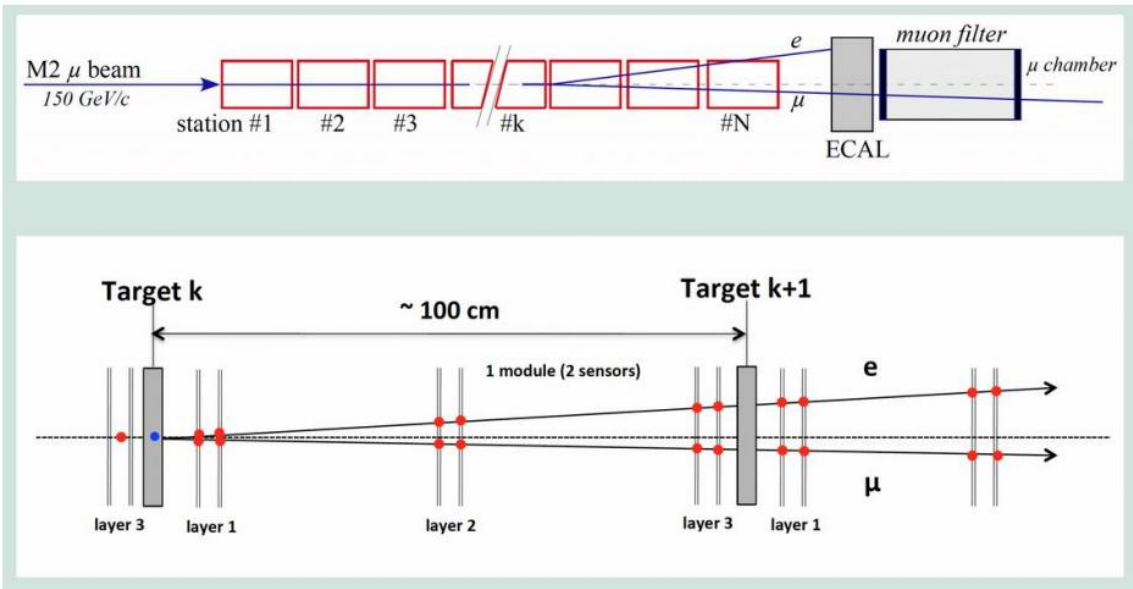 M2 μ beam
150 GeV/c
station #1
#2
#3
#k
#N
e
μ
ECAL
muon filter
μ chamber
Target k
Target k+1
~ 100 cm
1 module (2 sensors)
e
μ
layer 3
layer 1
layer 2
layer 3
layer 1